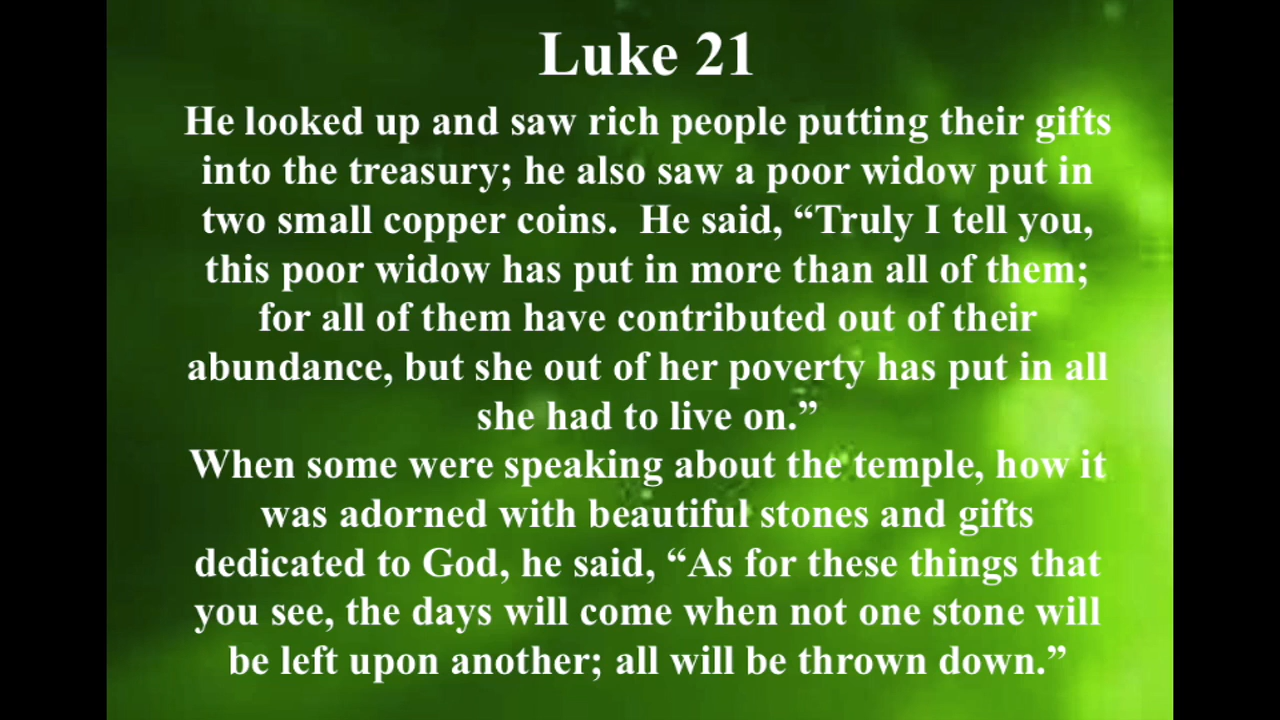 Luke 21
He looked up and saw rich people putting their gifts
into the treasury; he also saw a poor widow put in
two small copper coins.  He said, “Truly I tell you,
this poor widow has put in more than all of them;
for all of them have contributed out of their
abundance, but she out of her poverty has put in all
she had to live on.”
When some were speaking about the temple, how it
was adorned with beautiful stones and gifts
dedicated to God, he said, “As for these things that
you see, the days will come when not one stone will
be left upon another; all will be thrown down.”